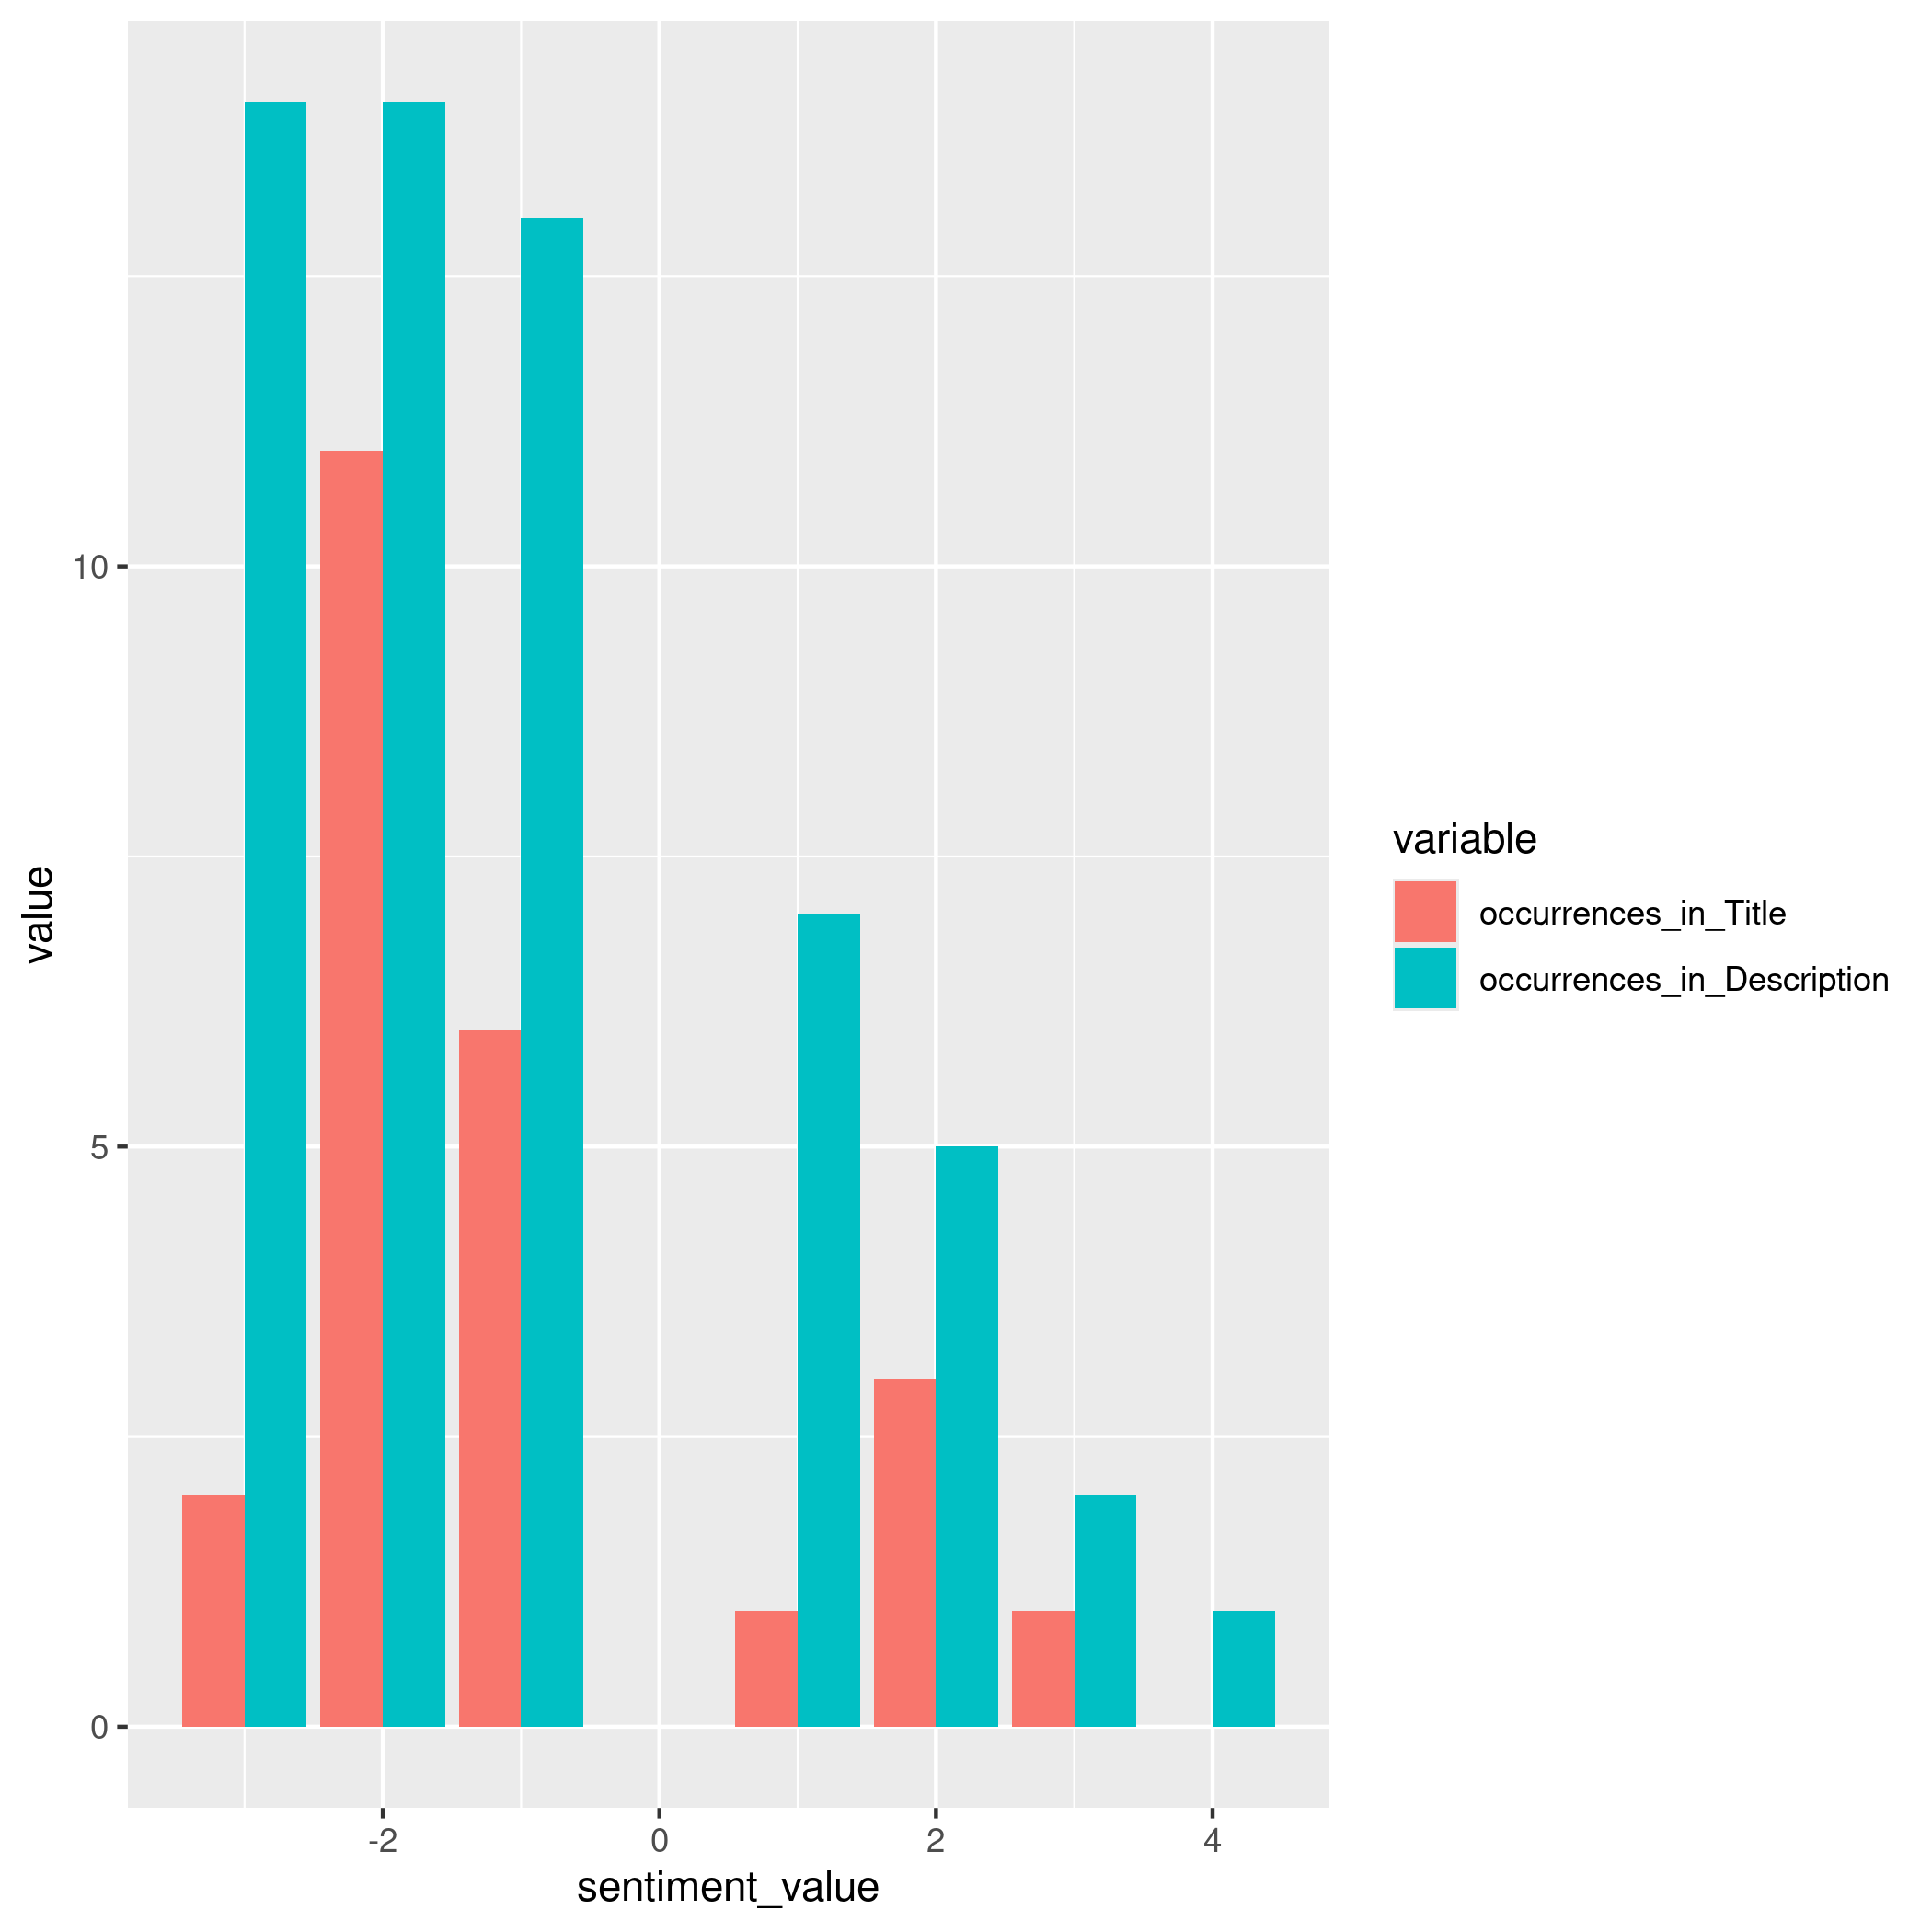 10
5
0
-2
0
2
4
value
sentiment_value
variable
occurrences_in_Title
occurrences_in_Description